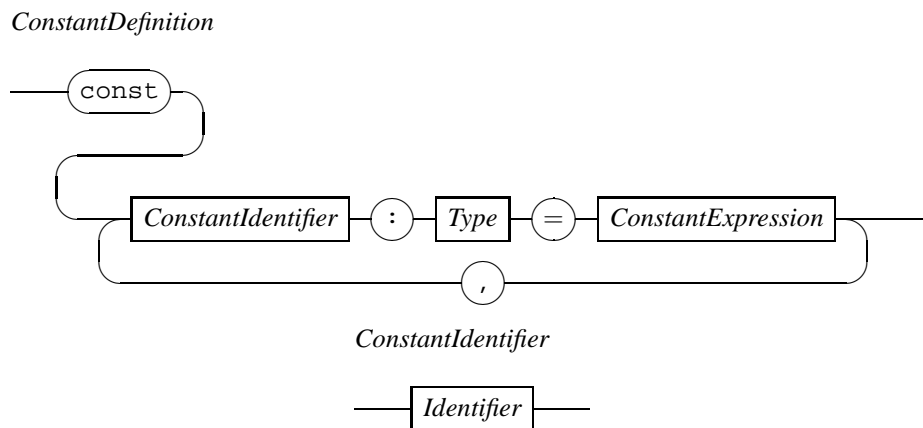 ConstantDefinition
const
ConstantIdentifier : Type = ConstantExpression
,
ConstantIdentifier
Identifier